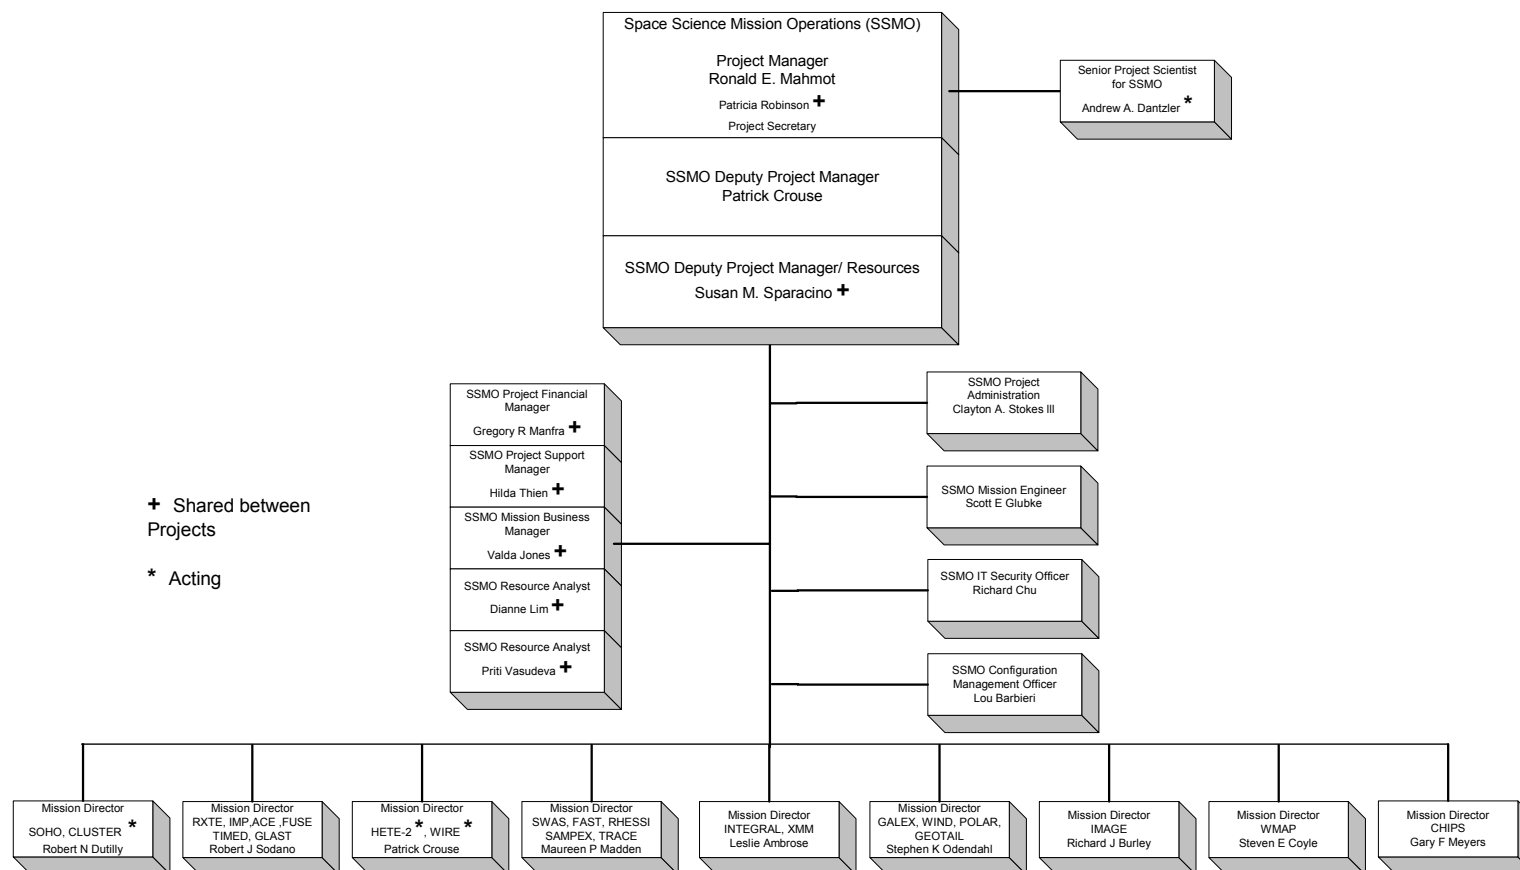 Space Science Mission Operations (SSMO)
Project Manager
Ronald E. Mahmot
Patricia Robinson +
Project Secretary
Senior Project Scientist
for SSMO
Andrew A. Dantzler *
SSMO Deputy Project Manager
Patrick Crouse
SSMO Deputy Project Manager/ Resources
Susan M. Sparacino +
SSMO Project Financial
Manager
Gregory R Manfra +
SSMO Project Support
Manager
Hilda Thien +
SSMO Mission Business
Manager
Valda Jones +
SSMO Resource Analyst
Dianne Lim +
SSMO Resource Analyst
Priti Vasudeva +
SSMO Project
Administration
Clayton A. Stokes III
SSMO Mission Engineer
Scott E Glubke
SSMO IT Security Officer
Richard Chu
SSMO Configuration
Management Officer
Lou Barbieri
+ Shared between
Projects
* Acting
Mission Director
SOHO, CLUSTER *
Robert N Dutilly
Mission Director
RXTE, IMP,ACE ,FUSE
TIMED, GLAST
Robert J Sodano
Mission Director
HETE-2 *, WIRE *
Patrick Crouse
Mission Director
SWAS, FAST, RHESSI
SAMPEX, TRACE
Maureen P Madden
Mission Director
INTEGRAL, XMM
Leslie Ambrose
Mission Director
GALEX, WIND, POLAR,
GEOTAIL
Stephen K Odendahl
Mission Director
IMAGE
Richard J Burley
Mission Director
WMAP
Steven E Coyle
Mission Director
CHIPS
Gary F Meyers